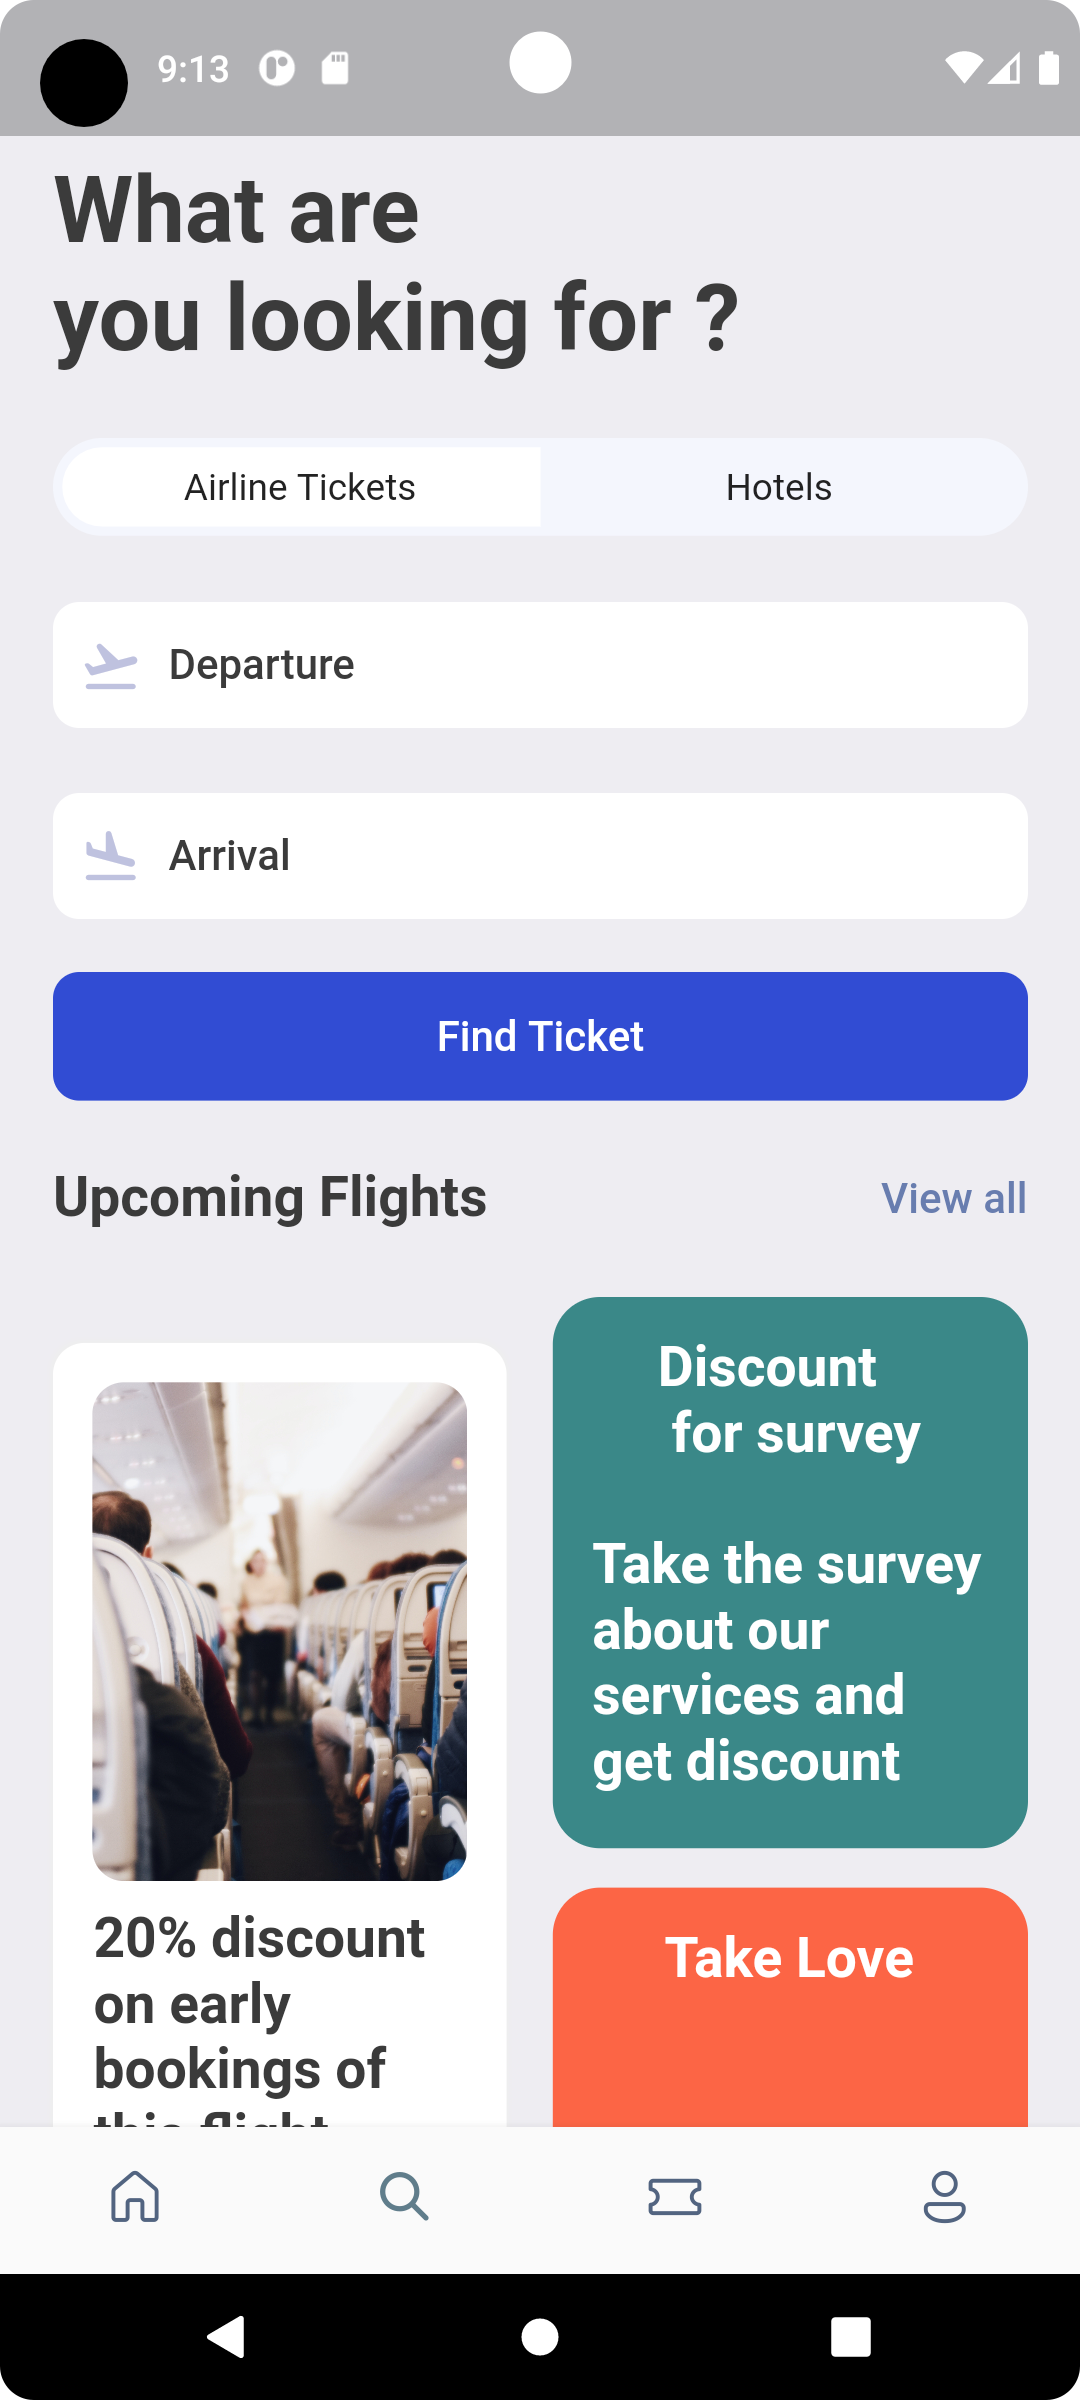 9:13
What are
you looking for ?
Airline Tickets
Hotels
Departure
Arrival
Find Ticket
Upcoming Flights
View all
20% discount
on early
bookings of
this flight
Discount
for survey
Take the survey
about our
services and
get discount
Take Love